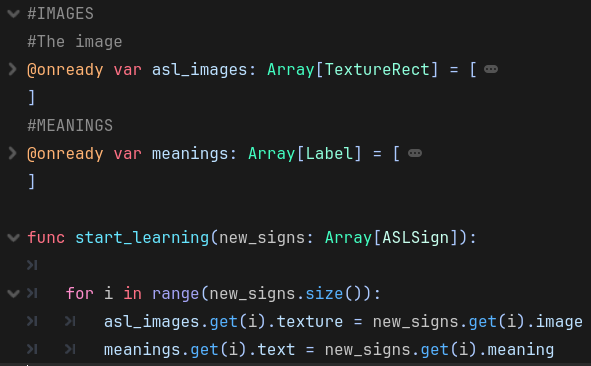 #IMAGES
#The image
@onready var asl_images: Array[TextureRect] = [
]
#MEANINGS
@onready var meanings: Array[Label] = [
]
func start_learning(new_signs: Array[ASLSign]):
for i in range(new_signs.size()):
asl_images.get(i).texture = new_signs.get(i).image
meanings.get(i).text = new_signs.get(i).meaning